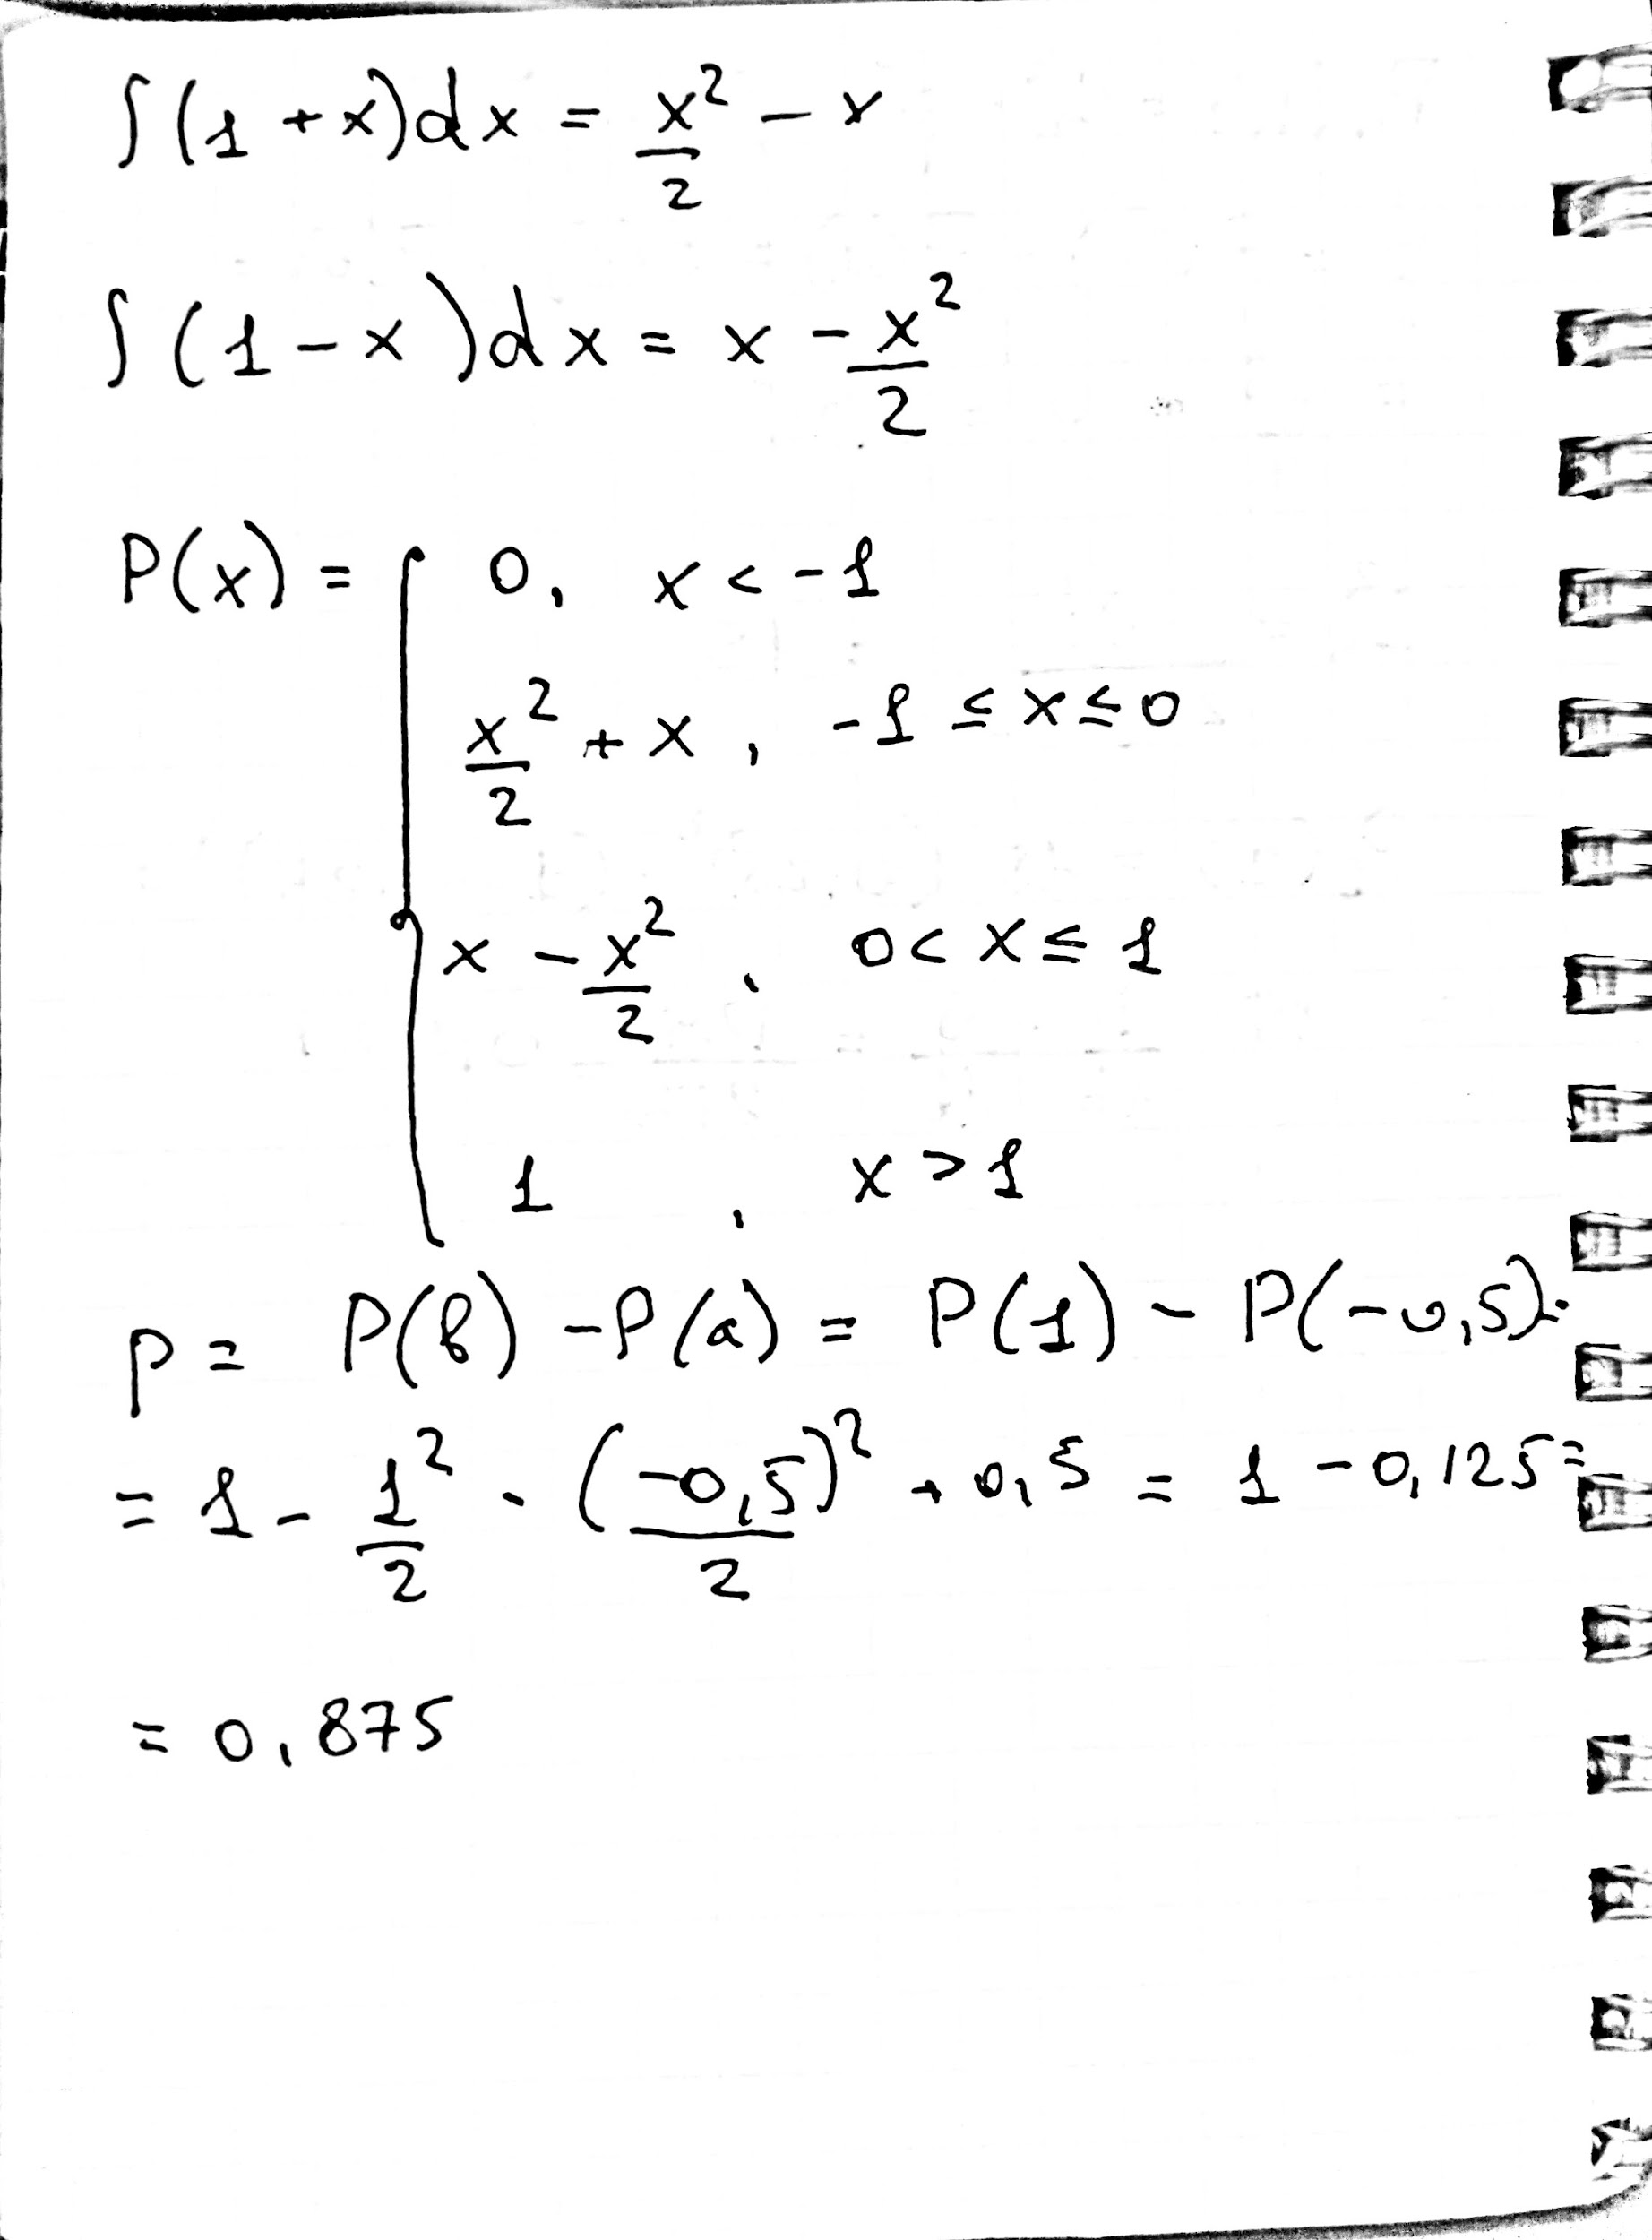 ∫(1+x)dx = x²/2 - x
∫(1-x)dx = x - x²/2
P(x) = { 0, x < -1
x²/2 + x, -1 ≤ x ≤ 0
x - x²/2, 0 < x ≤ 1
1, x > 1
p = P(b) - P(a) = P(1) - P(-0,5) =
= 1 - 1²/2 - (-0,5)²/2 + 0,5 = 1 - 0,125 =
= 0,875